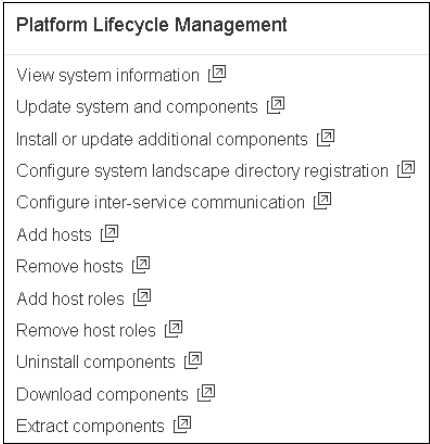 Platform Lifecycle Management
View system information
Update system and components
Install or update additional components
Configure system landscape directory registration
Configure inter-service communication
Add hosts
Remove hosts
Add host roles
Remove host roles
Uninstall components
Download components
Extract components